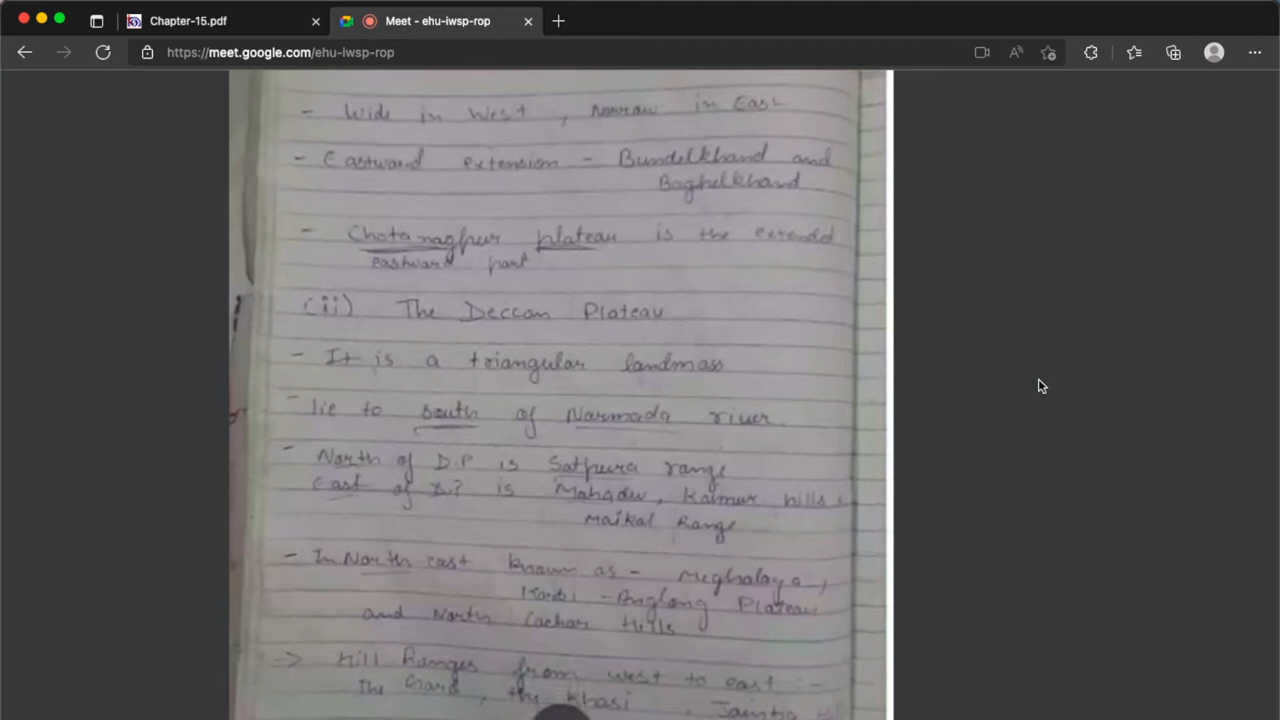 Chapter-15.pdf
Meet - ehu-iwsp-rop
https://meet.google.com/ehu-iwsp-rop
- Wide in West, Narrow in East
- Eastward extension - Bundelkhand and
Baghelkhand
- Chotanagpur plateau is the extended
eastward part
(ii) The Deccan Plateau
- It is a triangular landmass
- lie to south of Narmada river.
- North of D.P is Satpura range
East of D.P is Mahadev, Kaimur hills
Maikal Range
- In North east known as - Meghalaya,
Karbi - Anglong Plateau
and North Cachar Hills
-> Hill Ranges from west to east :-
The Garo, the Khasi, Jaintia